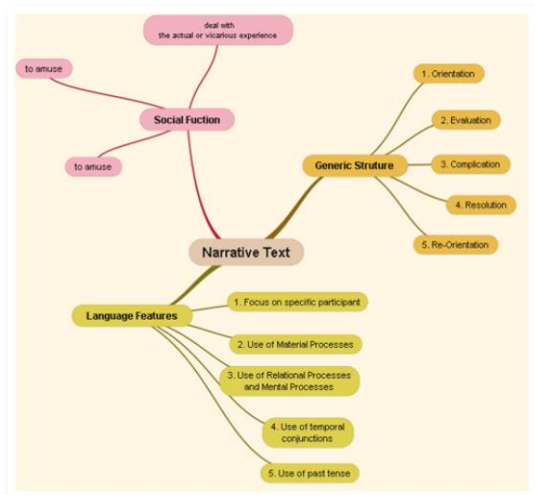 deal with
the actual or vicarious experience
to amuse
Social Fuction
to amuse
1. Orientation
2. Evaluation
Generic Struture
3. Complication
4. Resolution
5. Re-Orientation
Narrative Text
Language Features
1. Focus on specific participant
2. Use of Material Processes
3. Use of Relational Processes
and Mental Processes
4. Use of temporal
conjunctions
5. Use of past tense